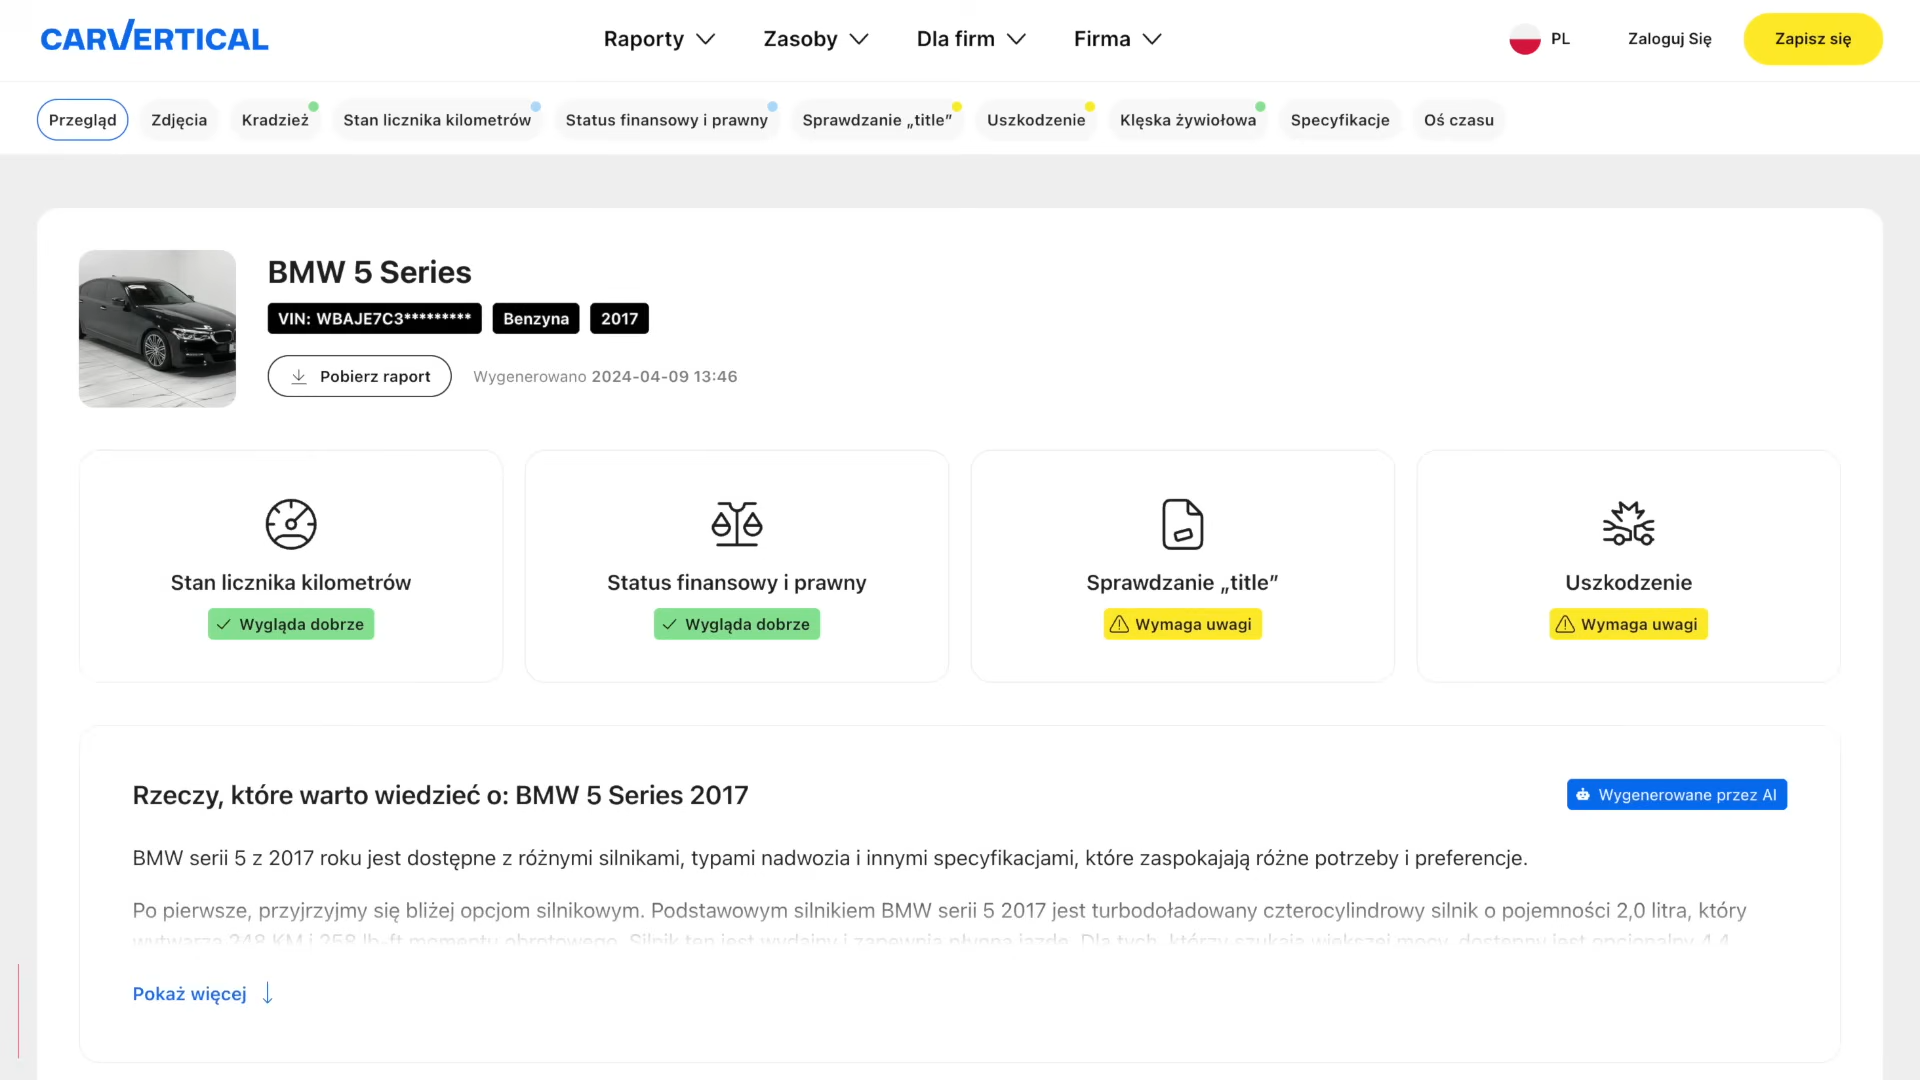 CARVERTICAL
Raporty
Zasoby
Dla firm
Firma
PL
Zaloguj Się
Zapisz się
Przegląd
Zdjęcia
Kradzież
Stan licznika kilometrów
Status finansowy i prawny
Sprawdzanie „title”
Uszkodzenie
Klęska żywiołowa
Specyfikacje
Oś czasu
BMW 5 Series
VIN: WBAJE7C3*********
Benzyna
2017
Pobierz raport
Wygenerowano 2024-04-09 13:46
Stan licznika kilometrów
Wygląda dobrze
Status finansowy i prawny
Wygląda dobrze
Sprawdzanie „title”
Wymaga uwagi
Uszkodzenie
Wymaga uwagi
Rzeczy, które warto wiedzieć o: BMW 5 Series 2017
Wygenerowane przez AI
BMW serii 5 z 2017 roku jest dostępne z różnymi silnikami, typami nadwozia i innymi specyfikacjami, które zaspokajają różne potrzeby i preferencje.
Po pierwsze, przyjrzyjmy się bliżej opcjom silnikowym. Podstawowym silnikiem BMW serii 5 2017 jest turbodoładowany czterocylindrowy silnik o pojemności 2,0 litra, który
wytwarza 248 KM i 258 lb-ft momentu obrotowego. Silnik ten jest wydajny i zapewnia płynną jazdę. Dla tych, którzy szukają większej mocy, dostępny jest opcjonalny 4,4
Pokaż więcej